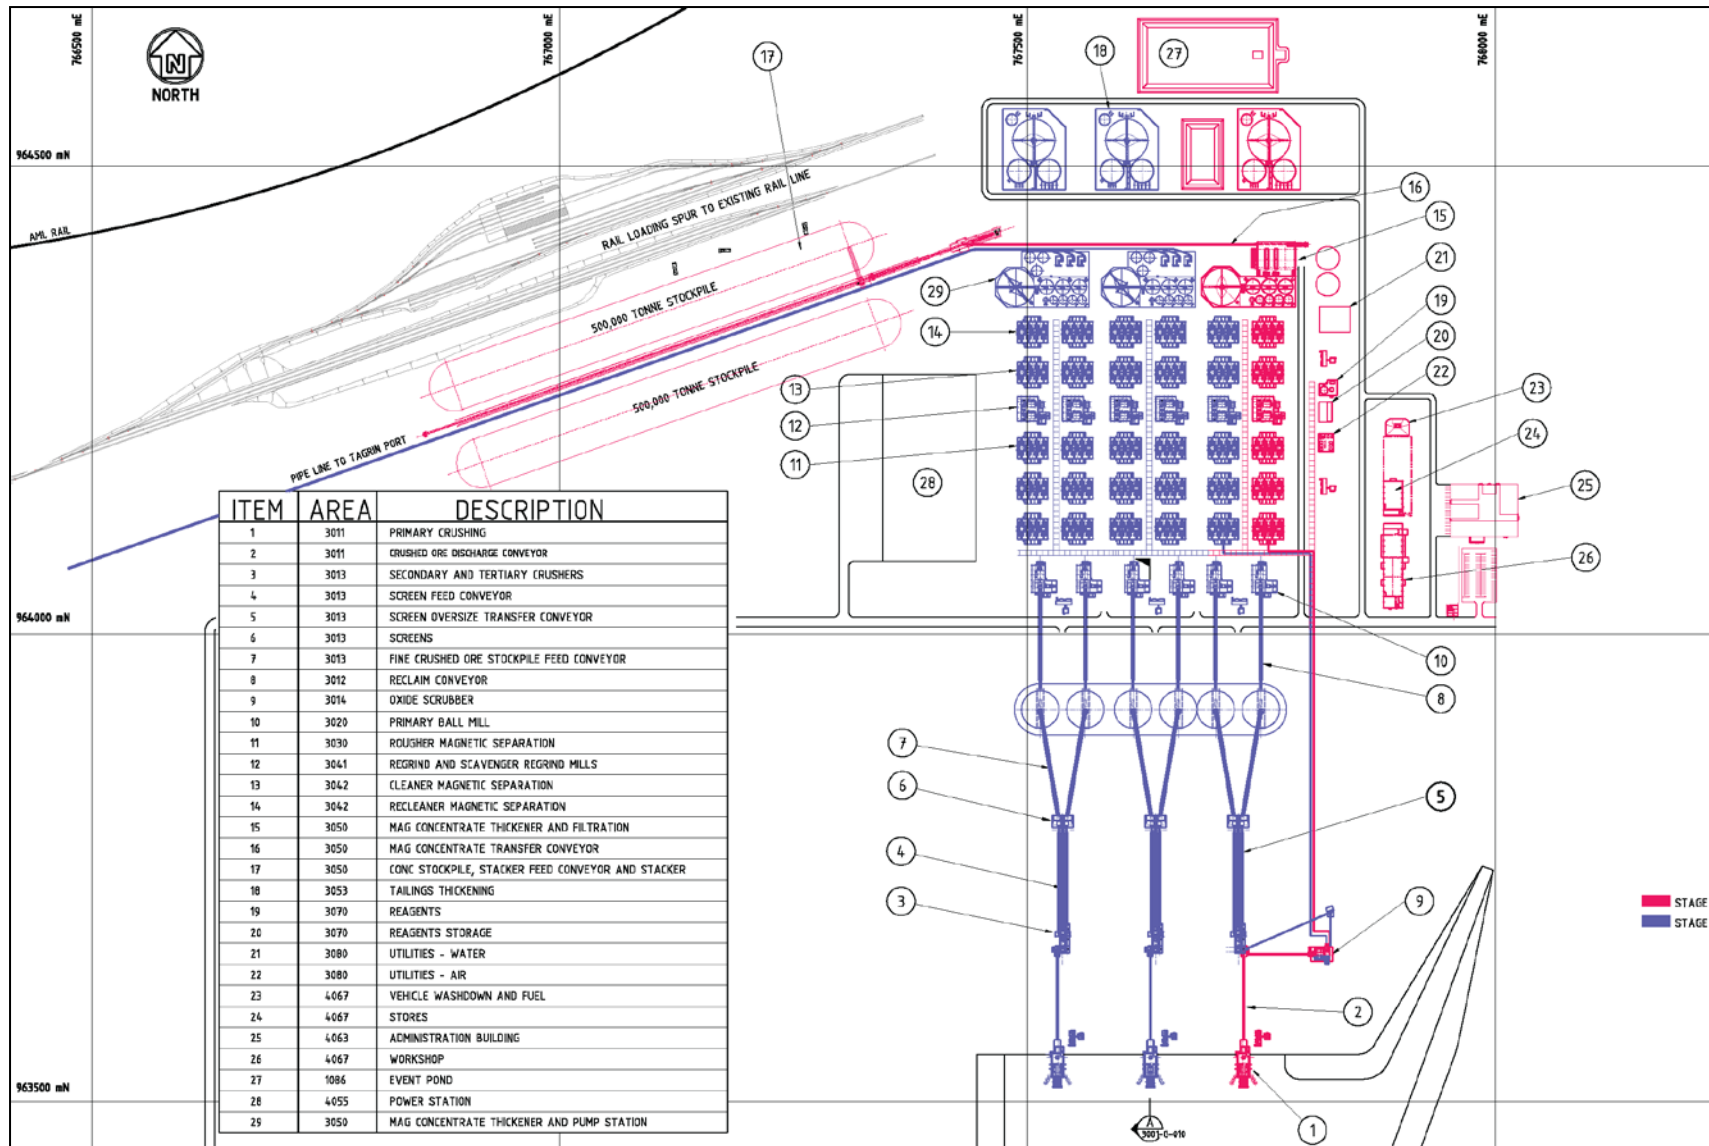 766500 mE
767000 mE
767500 mE
768000 mE
N
NORTH
17
18
27
964500 mN
AML RAIL
RAIL LOADING SPUR TO EXISTING RAIL LINE
16
15
21
29
19
500,000 TONNE STOCKPILE
14
20
22
13
500,000 TONNE STOCKPILE
23
12
24
PIPE LINE TO TAGRIN PORT
11
28
25
26
ITEM AREA DESCRIPTION
1 3011 PRIMARY CRUSHING
2 3011 CRUSHED ORE DISCHARGE CONVEYOR
3 3013 SECONDARY AND TERTIARY CRUSHERS
4 3013 SCREEN FEED CONVEYOR
5 3013 SCREEN OVERSIZE TRANSFER CONVEYOR
6 3013 SCREENS
7 3013 FINE CRUSHED ORE STOCKPILE FEED CONVEYOR
8 3012 RECLAIM CONVEYOR
9 3014 OXIDE SCRUBBER
10 3020 PRIMARY BALL MILL
11 3030 ROUGHER MAGNETIC SEPARATION
12 3041 REGRIND AND SCAVENGER REGRIND MILLS
13 3042 CLEANER MAGNETIC SEPARATION
14 3042 RECLEANER MAGNETIC SEPARATION
15 3050 MAG CONCENTRATE THICKENER AND FILTRATION
16 3050 MAG CONCENTRATE TRANSFER CONVEYOR
17 3050 CONC STOCKPILE, STACKER FEED CONVEYOR AND STACKER
18 3053 TAILINGS THICKENING
19 3070 REAGENTS
20 3070 REAGENTS STORAGE
21 3080 UTILITIES - WATER
22 3080 UTILITIES - AIR
23 4067 VEHICLE WASHDOWN AND FUEL
24 4067 STORES
25 4063 ADMINISTRATION BUILDING
26 4067 WORKSHOP
27 1086 EVENT POND
28 4055 POWER STATION
29 3050 MAG CONCENTRATE THICKENER AND PUMP STATION
964000 mN
10
8
7
6
5
4
3
9
STAGE
STAGE
2
963500 mN
1
A
3001-G-010